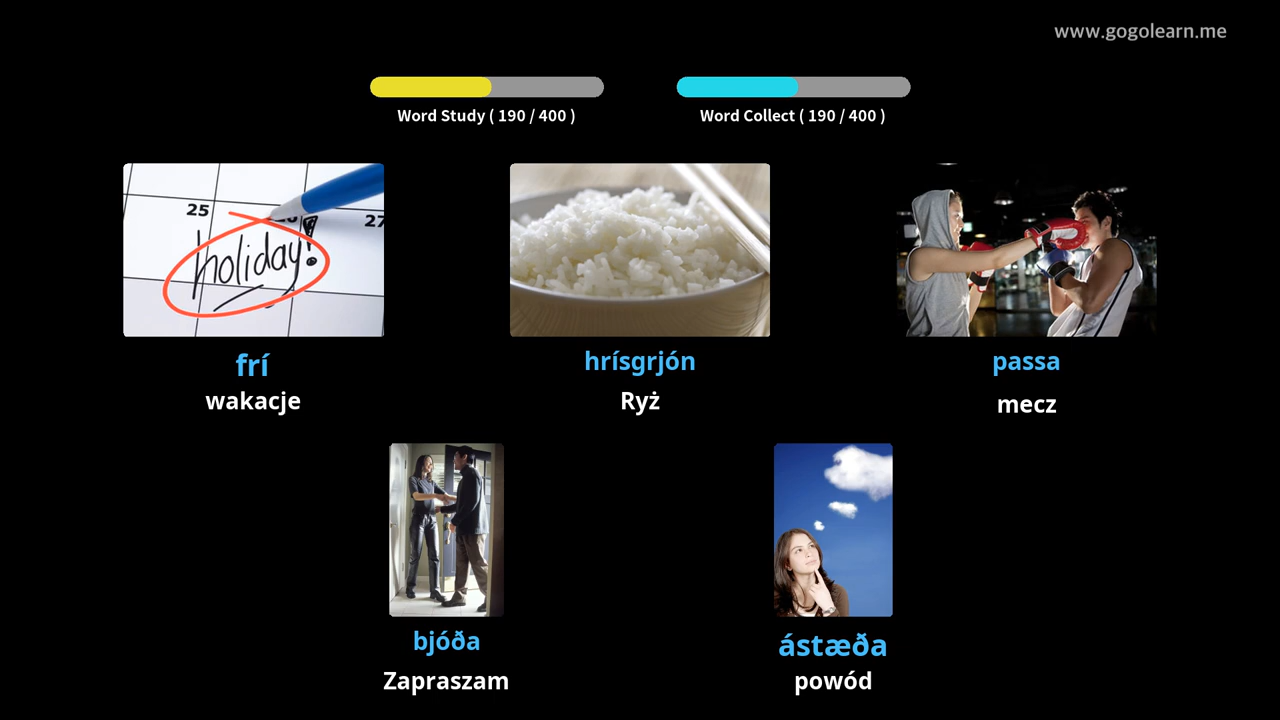 www.gogolearn.me
Word Study ( 190 / 400 )
Word Collect ( 190 / 400 )
25
27
holiday!
frí
wakacje
hrísgrjón
Ryż
passa
mecz
bjóða
Zapraszam
ástæða
powód